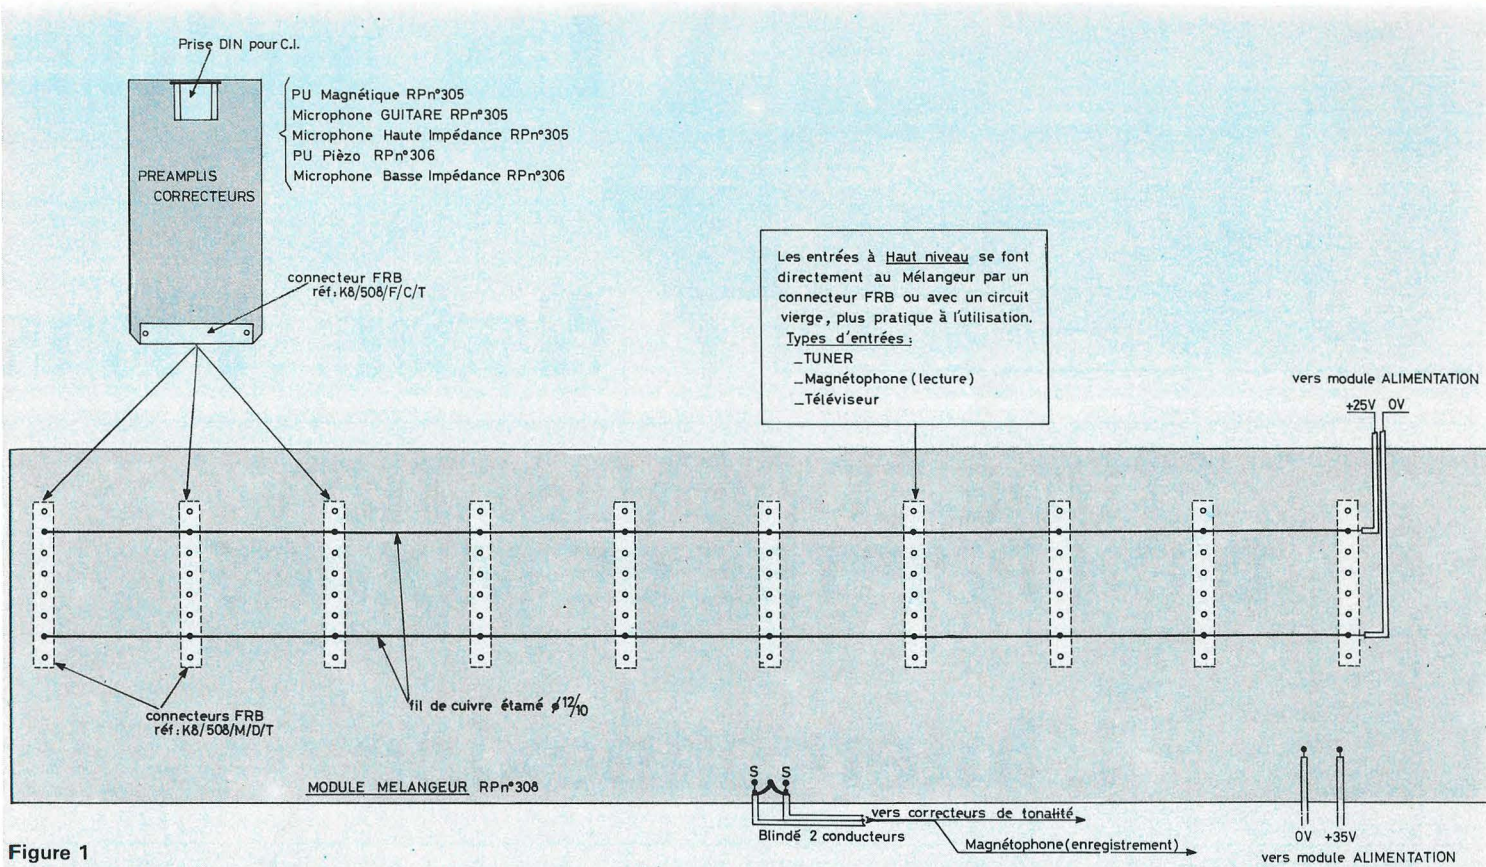 Prise DIN pour C.I.
PU Magnétique RPn°305
Microphone GUITARE RPn°305
Microphone Haute Impédance RPn°305
PU Pièzo RPn°306
Microphone Basse Impédance RPn°306
PREAMPLIS
CORRECTEURS
connecteur FRB
réf:K8/508/F/C/T
Les entrées à Haut niveau se font
directement au Mélangeur par un
connecteur FRB ou avec un circuit
vierge, plus pratique à l'utilisation.
Types d'entrées:
_TUNER
_Magnétophone(lecture)
_Téléviseur
vers module ALIMENTATION
+25V 0V
connecteurs FRB
réf:K8/508/M/D/T
fil de cuivre étamé ø12/10
MODULE MELANGEUR RPn°308
S S
vers correcteurs de tonalité
Blindé 2 conducteurs
Magnétophone(enregistrement)
0V +35V
vers module ALIMENTATION
Figure 1